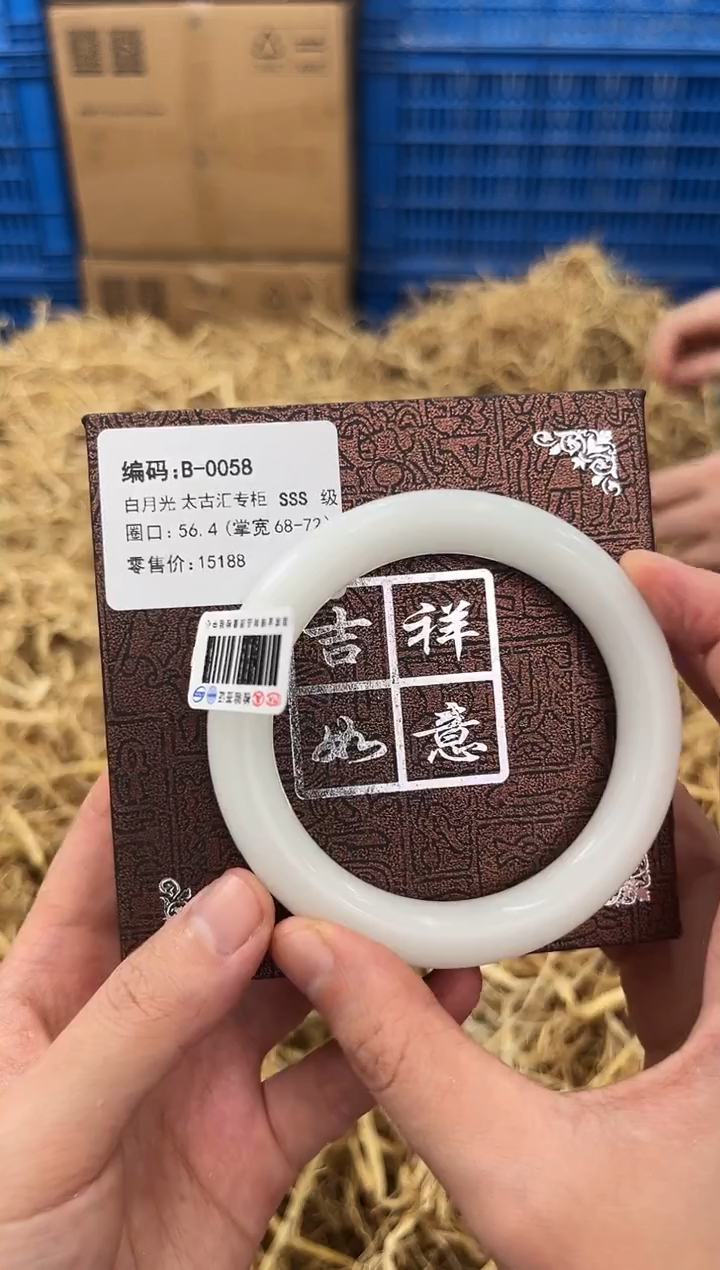 编码:B-0058
白月光 太古汇专柜 SSS 级
圈口: 56.4 (掌宽 68-72)
零售价:15188
吉祥
如意